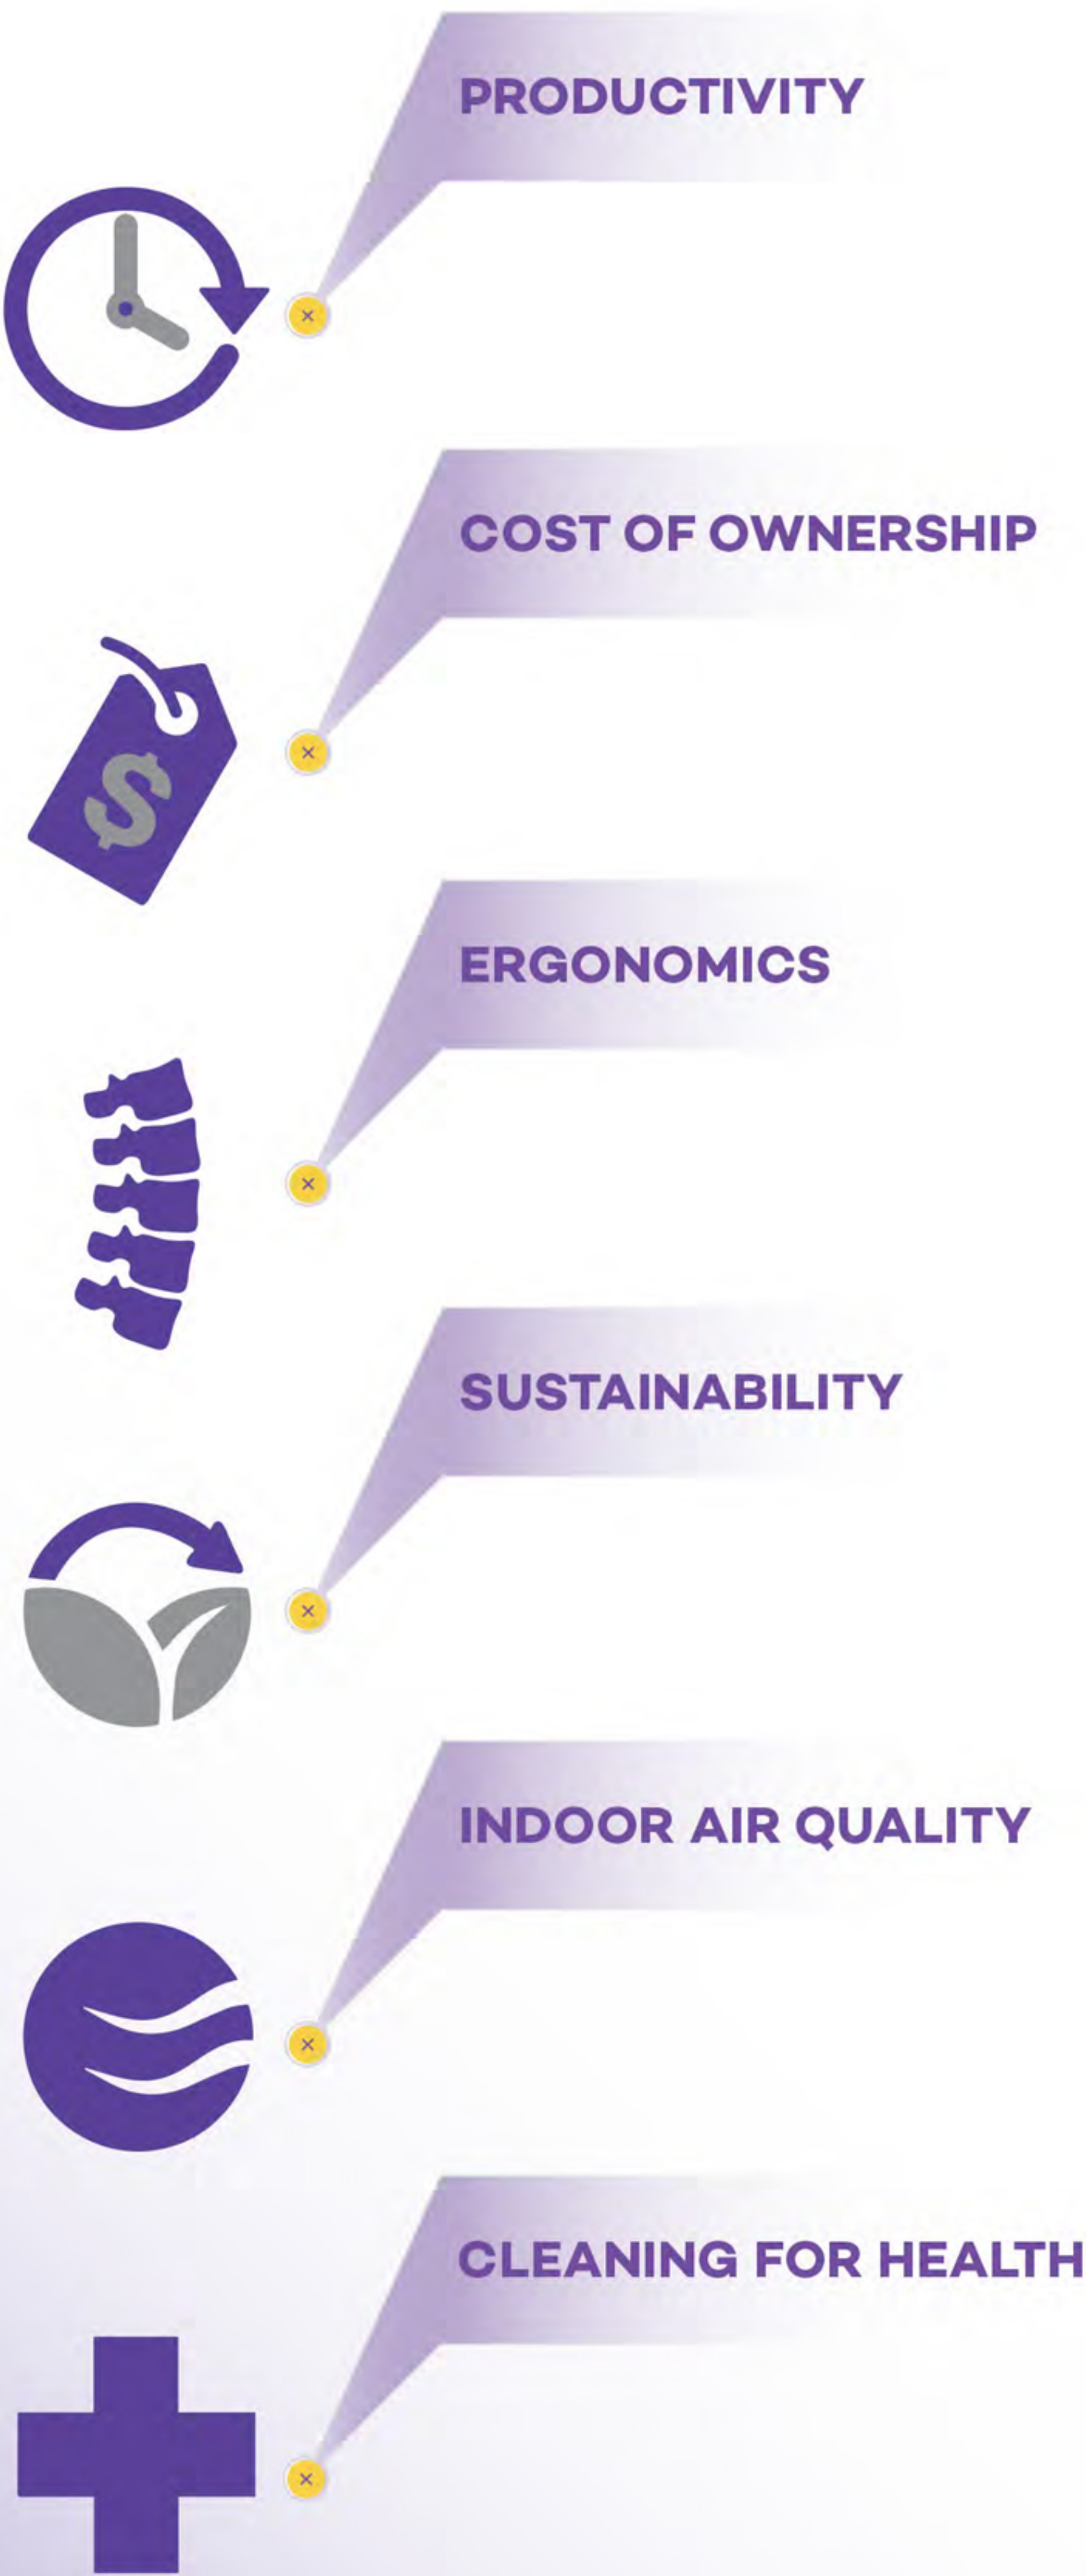 PRODUCTIVITY
COST OF OWNERSHIP
$
ERGONOMICS
SUSTAINABILITY
INDOOR AIR QUALITY
CLEANING FOR HEALTH